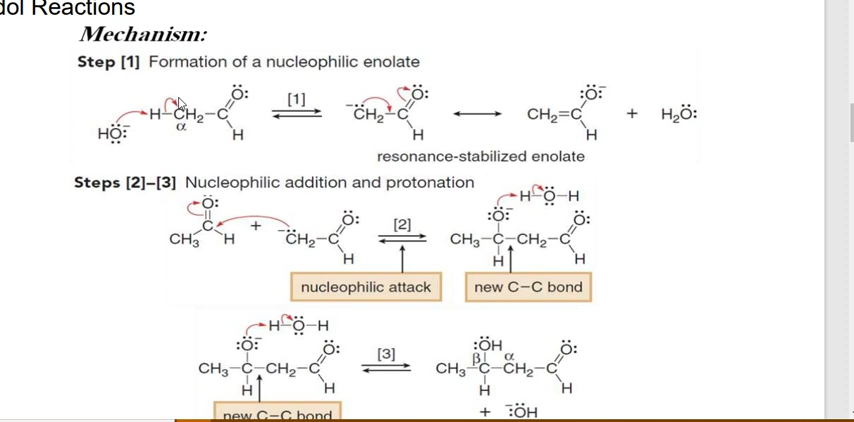 dol Reactions
Mechanism:
Step [1] Formation of a nucleophilic enolate
HÖ:⁻ H–CH₂–C Ö: H α [1] ⁻C̈H₂–C Ö: H CH₂=C :Ö:⁻ H + H₂Ö:
resonance-stabilized enolate
Steps [2]–[3] Nucleophilic addition and protonation
CH₃ C Ö: H + ⁻C̈H₂–C Ö: H [2] CH₃–C–CH₂–C :Ö:⁻ H–Ö–H H Ö: H
nucleophilic attack new C–C bond
CH₃–C–CH₂–C :Ö:⁻ H–Ö–H H Ö: H [3] CH₃–C–CH₂–C :ÖH β α H Ö: H
+ ⁻:ÖH
new C–C bond